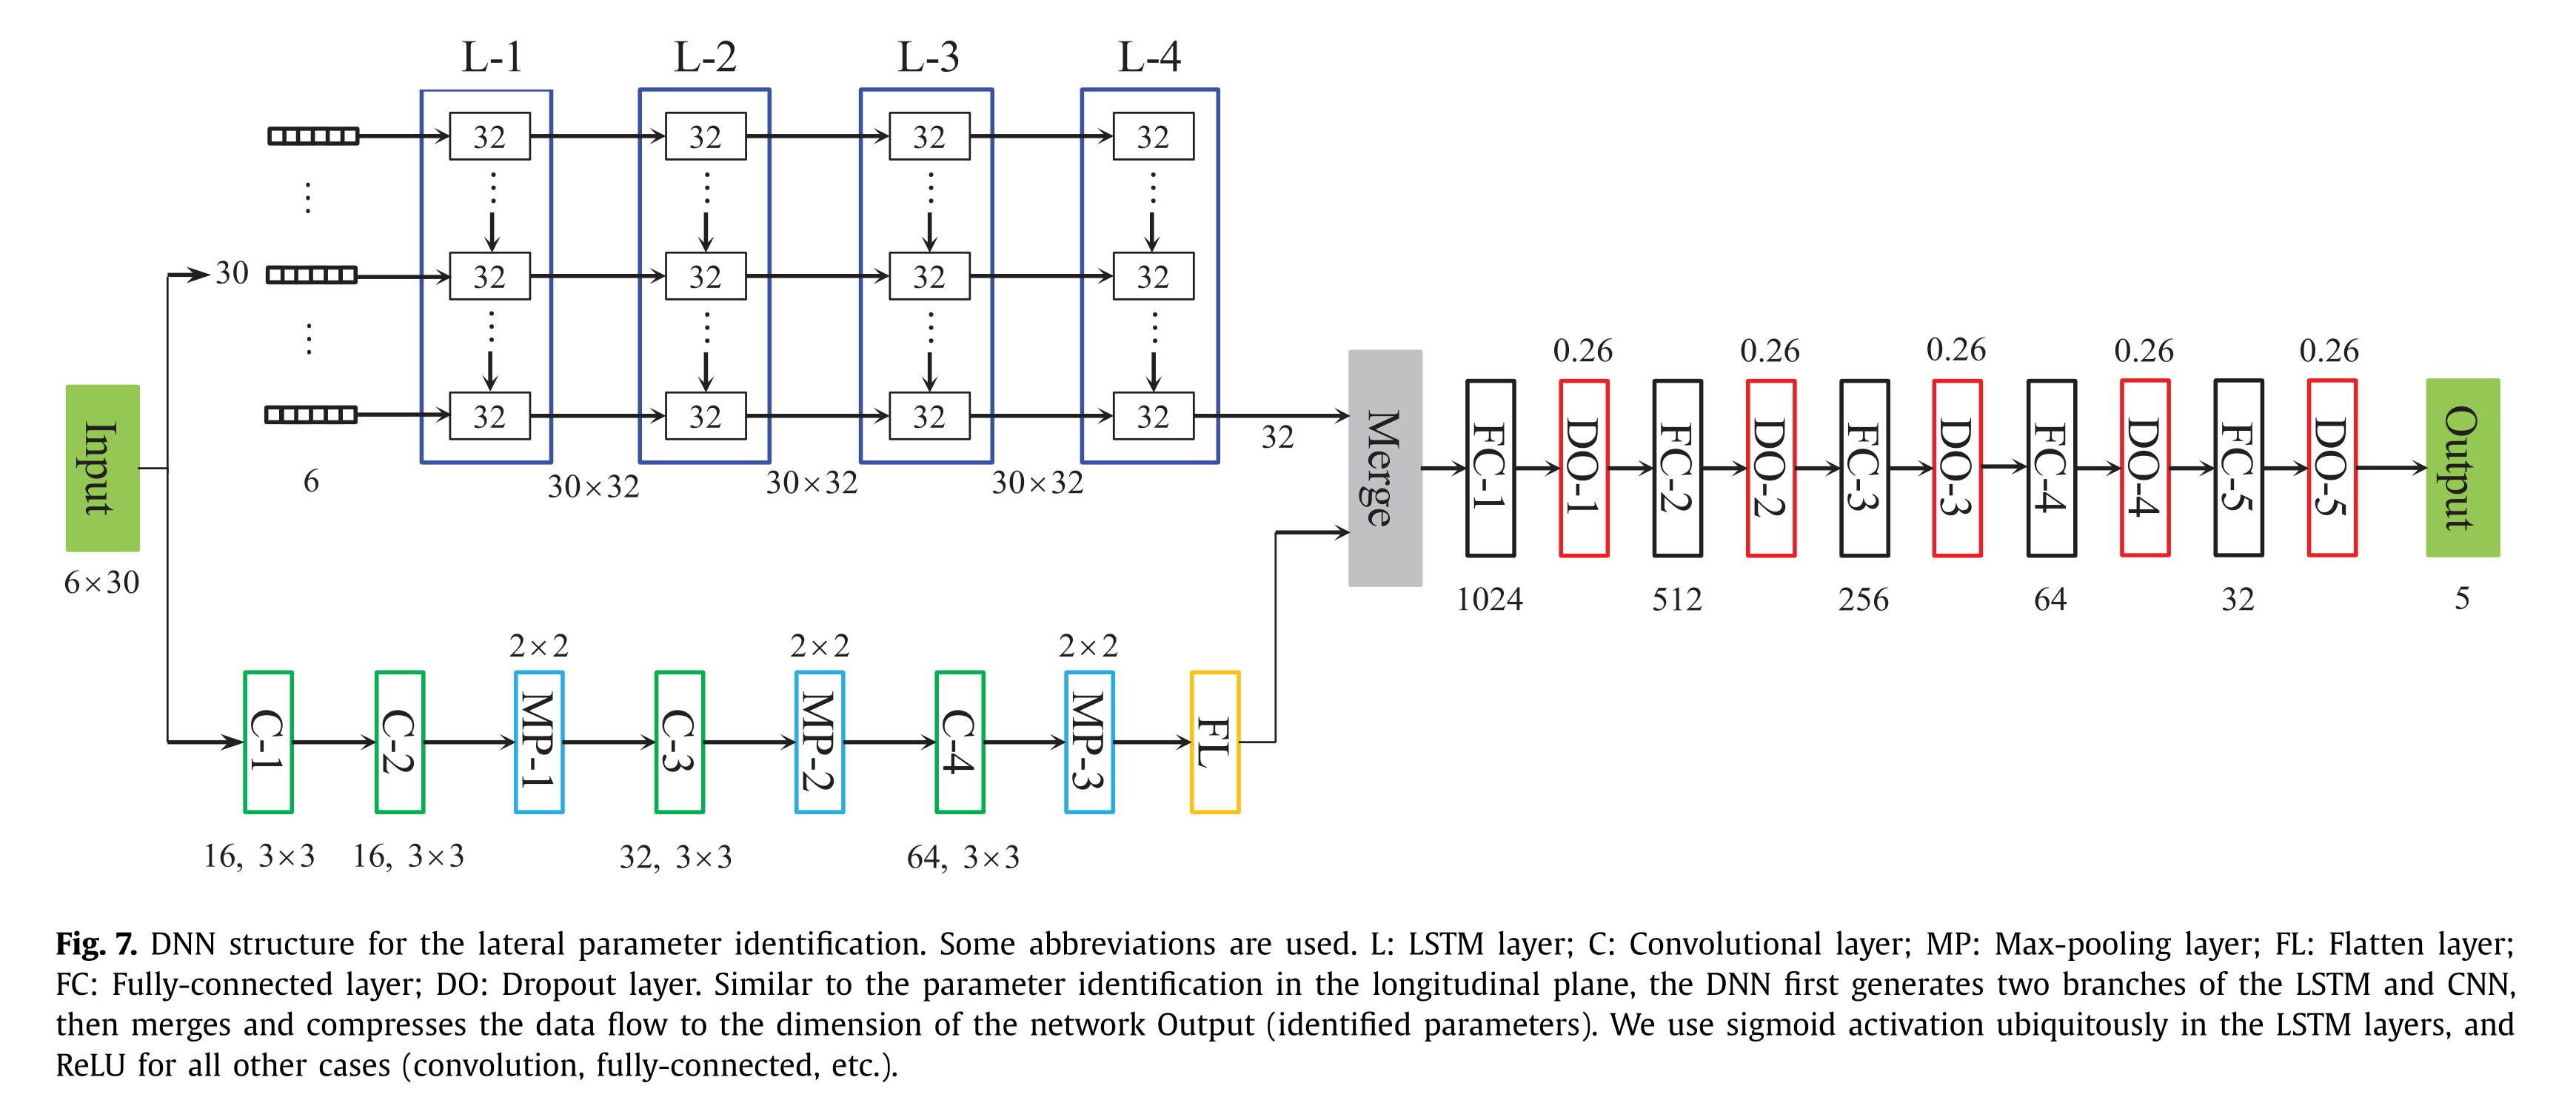 L-1 L-2 L-3 L-4
32 32 32 32
30 32 32 32 32
32 32 32 32
6 30×32 30×32 30×32 32
Input
6×30
Merge
0.26 0.26 0.26 0.26 0.26
FC-1 DO-1 FC-2 DO-2 FC-3 DO-3 FC-4 DO-4 FC-5 DO-5 Output
1024 512 256 64 32 5
2×2 2×2 2×2
C-1 C-2 MP-1 C-3 MP-2 C-4 MP-3 FL
16, 3×3 16, 3×3 32, 3×3 64, 3×3
Fig. 7. DNN structure for the lateral parameter identification. Some abbreviations are used. L: LSTM layer; C: Convolutional layer; MP: Max-pooling layer; FL: Flatten layer;
FC: Fully-connected layer; DO: Dropout layer. Similar to the parameter identification in the longitudinal plane, the DNN first generates two branches of the LSTM and CNN,
then merges and compresses the data flow to the dimension of the network Output (identified parameters). We use sigmoid activation ubiquitously in the LSTM layers, and
ReLU for all other cases (convolution, fully-connected, etc.).